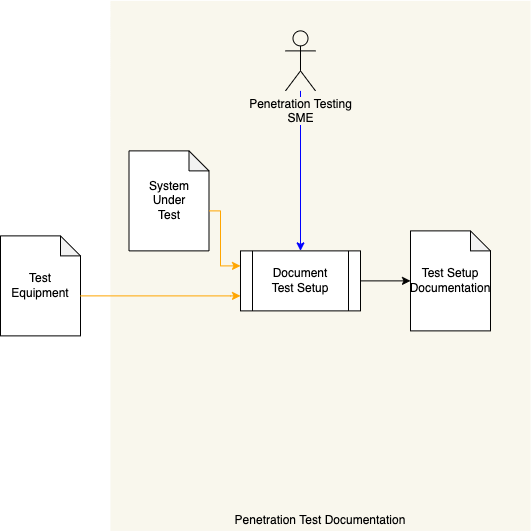 Penetration Testing
SME
System
Under
Test
Test
Equipment
Document
Test Setup
Test Setup
Documentation
Penetration Test Documentation